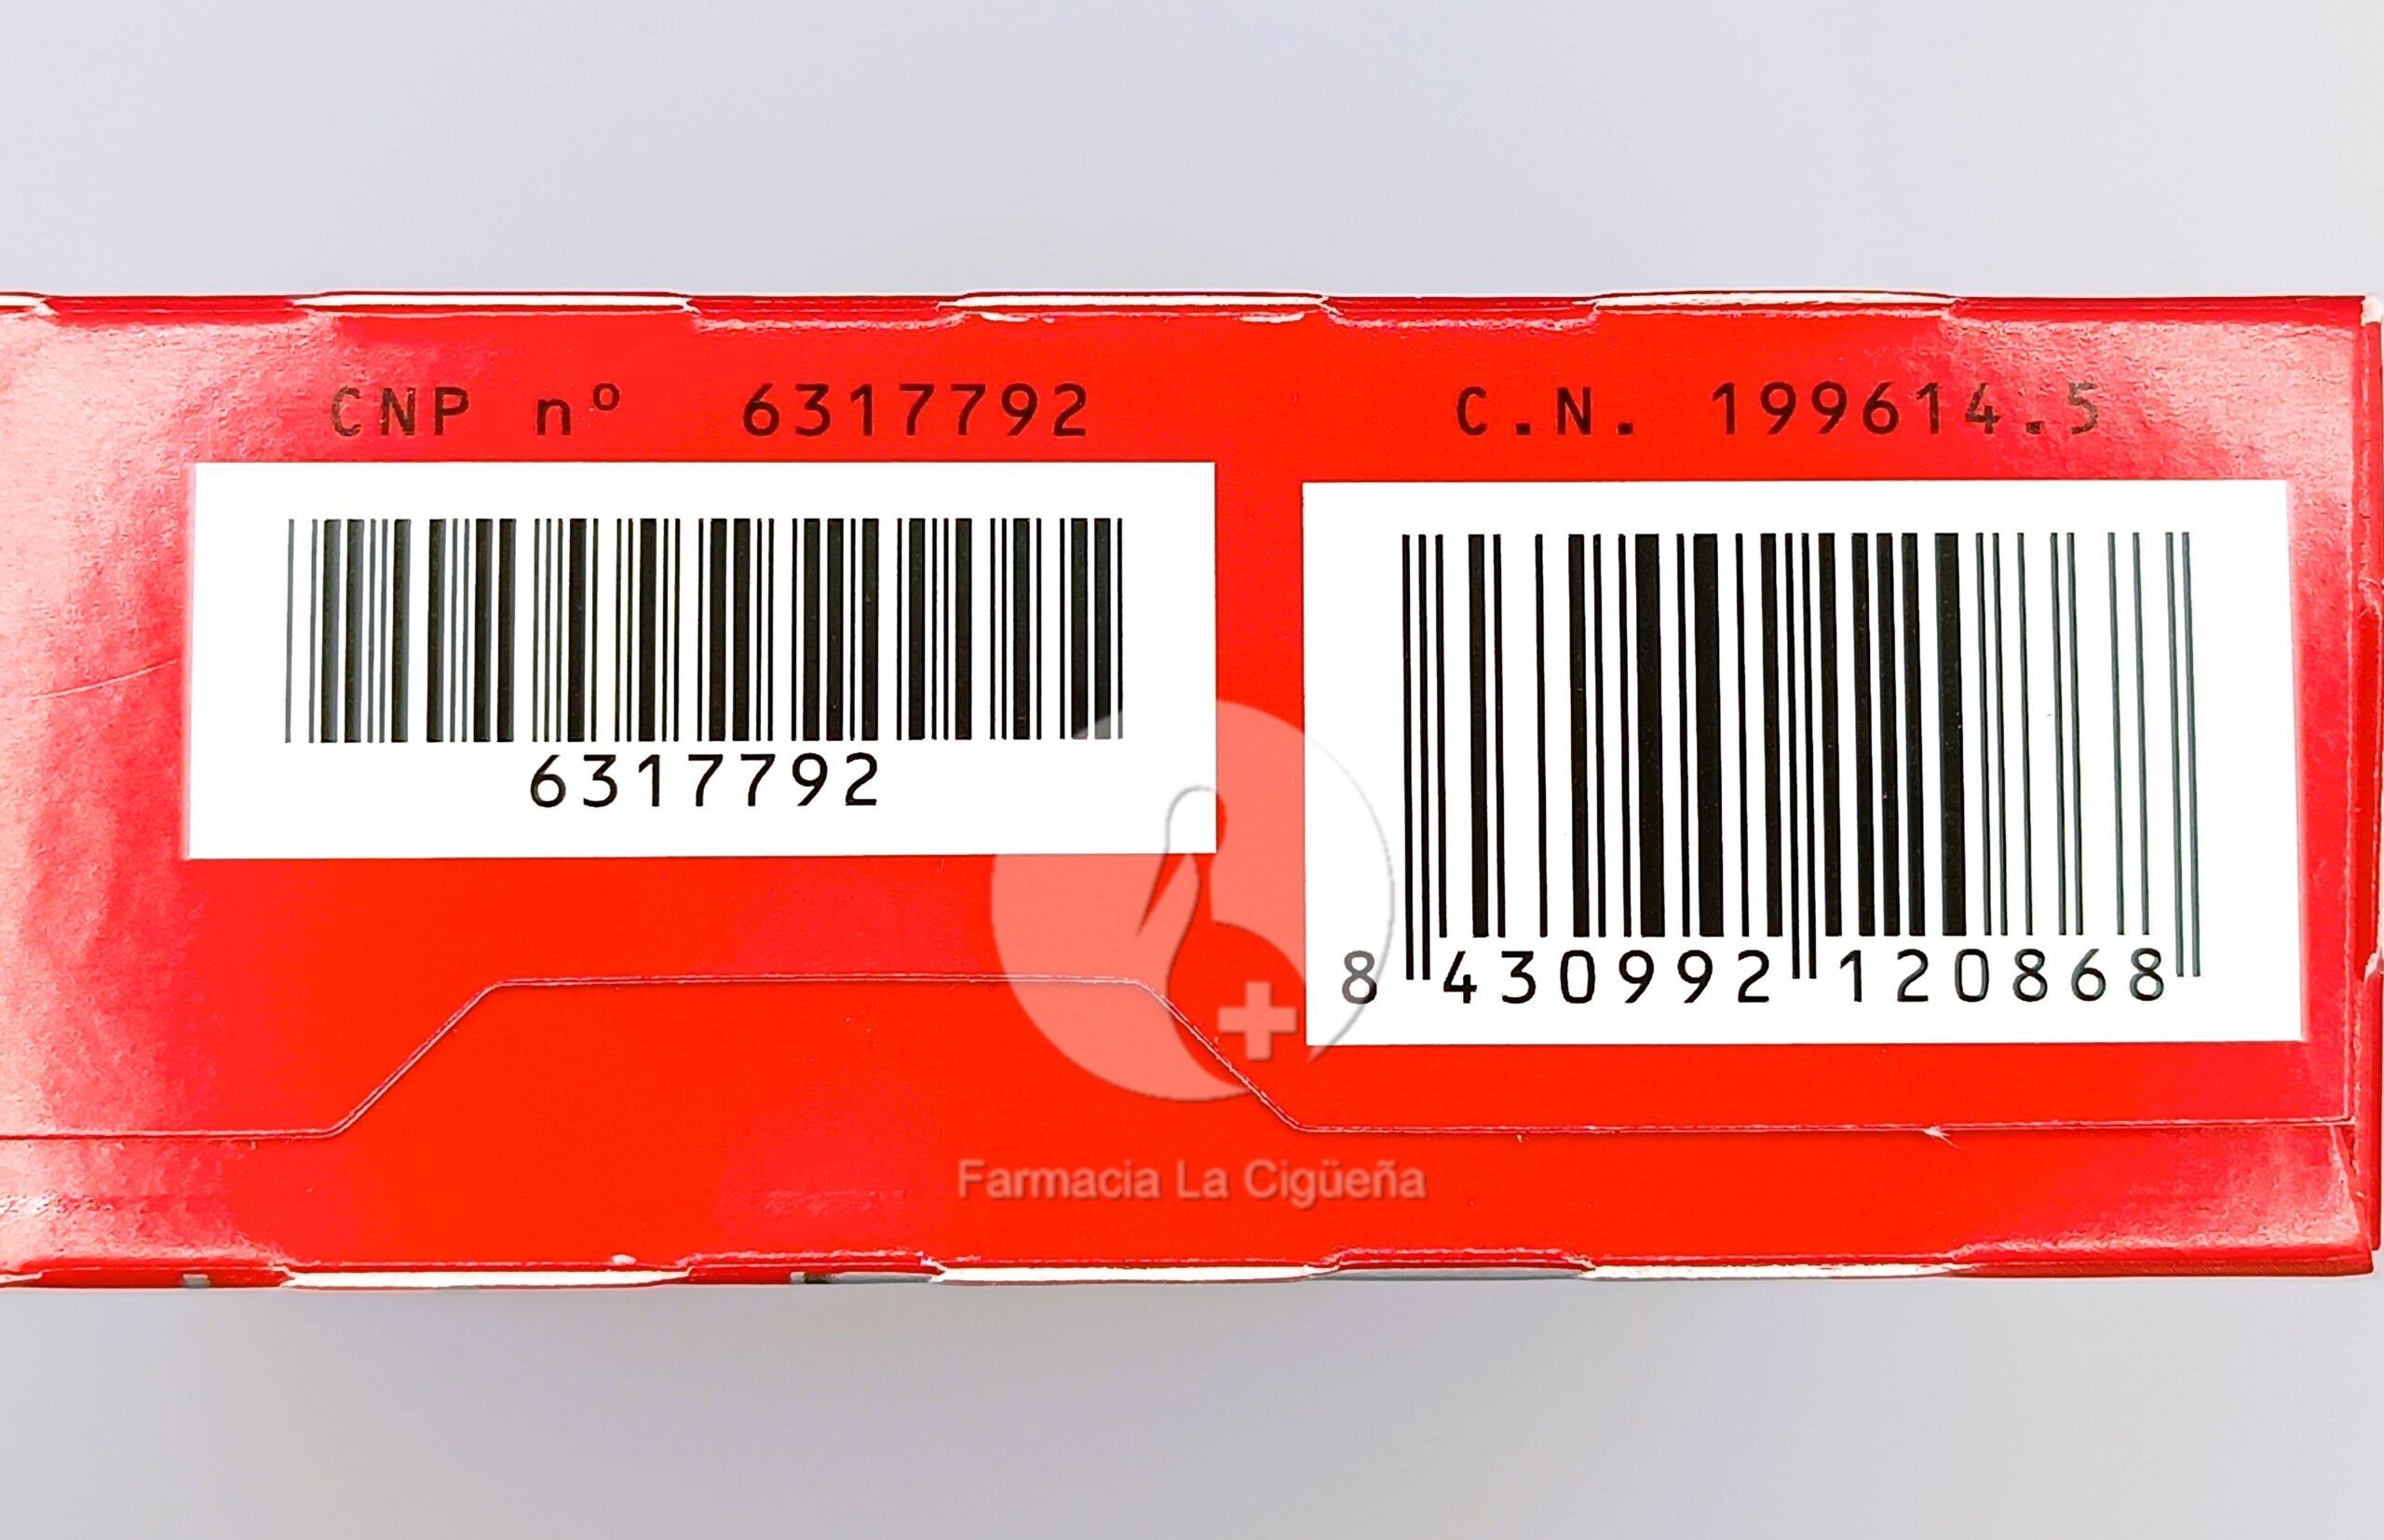 CNP nº 6317792
6317792
C.N. 199614.5
8 430992 120868
Farmacia La Cigüeña